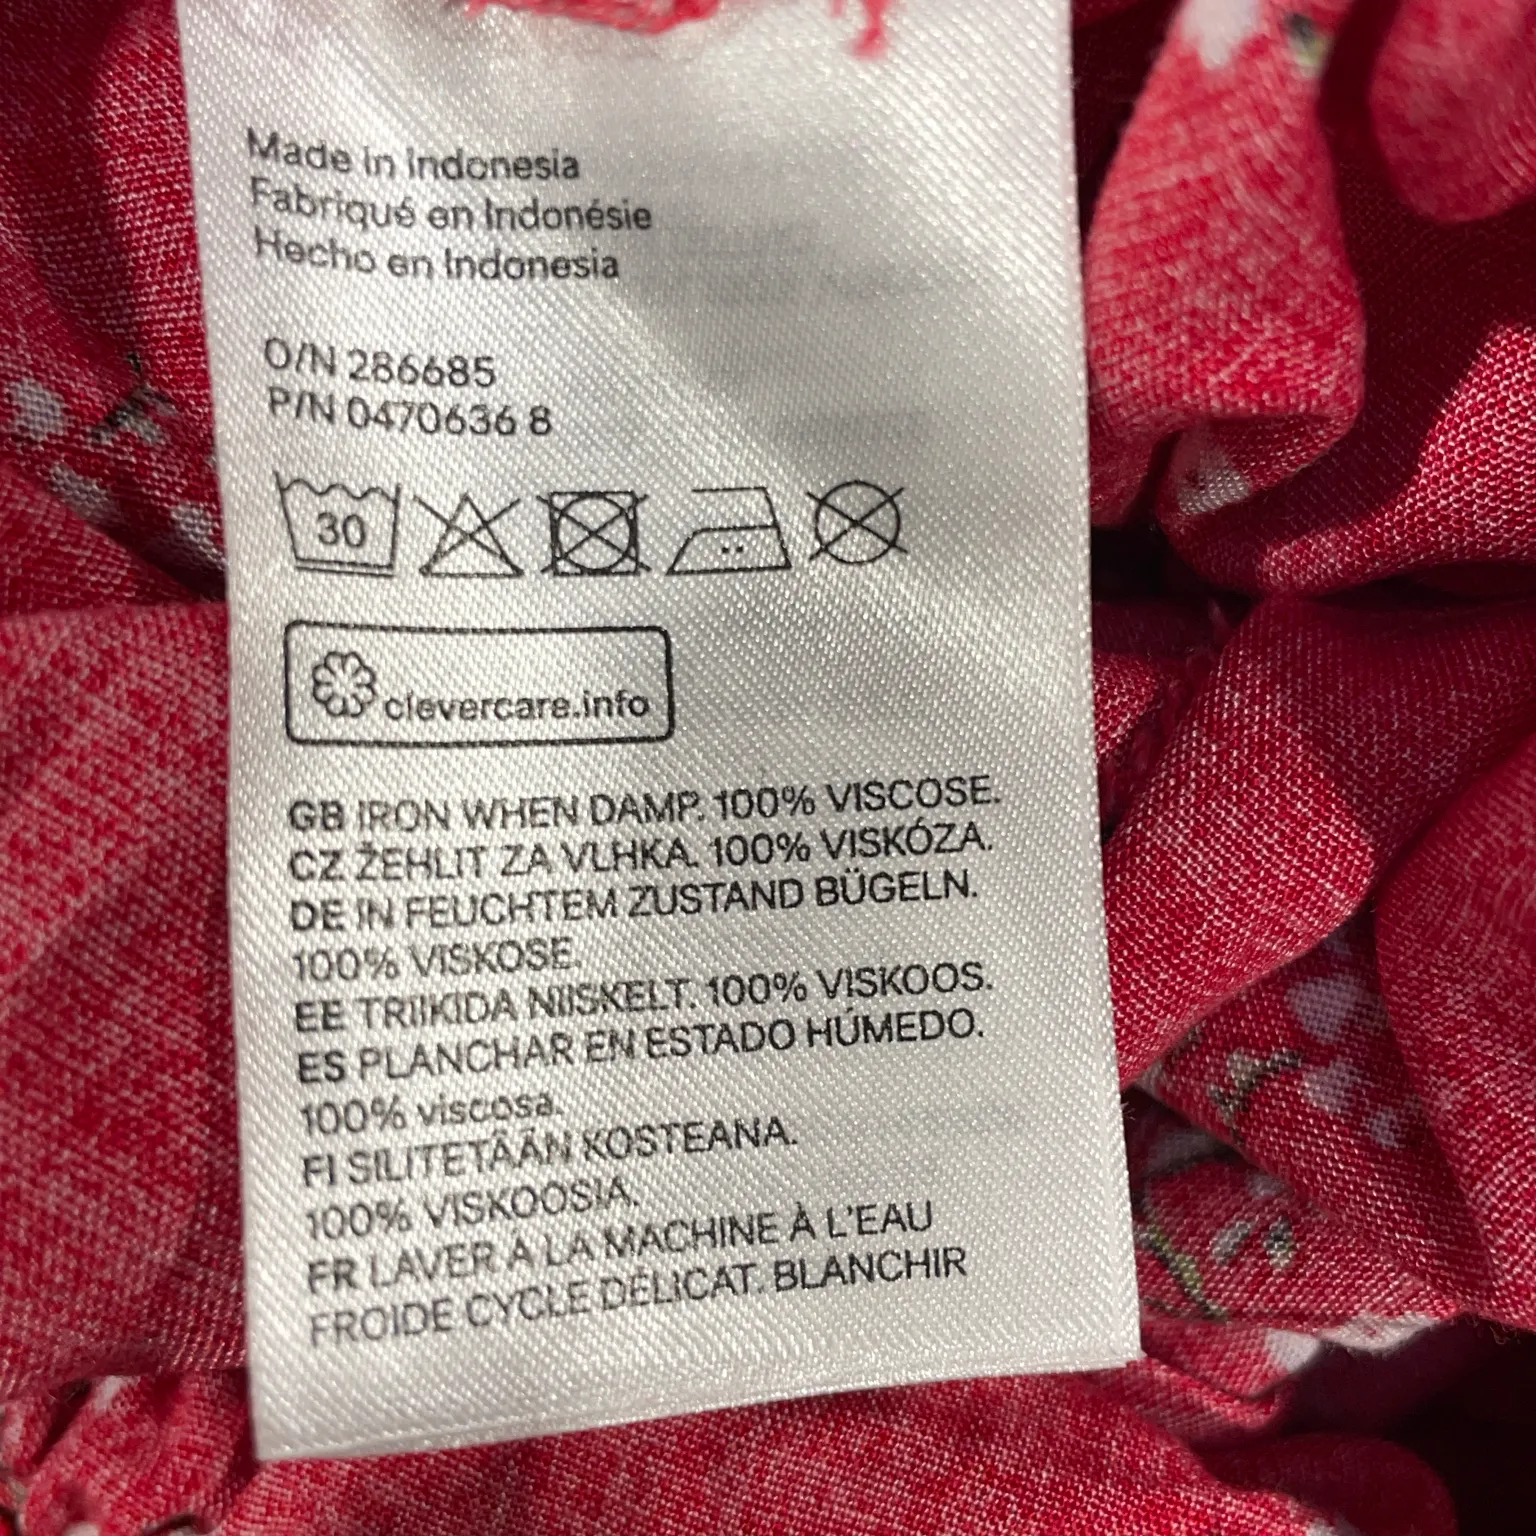 Made in Indonesia
Fabriqué en Indonésie
Hecho en Indonesia
O/N 286685
P/N 0470636 8
30
clevercare.info
GB IRON WHEN DAMP. 100% VISCOSE.
CZ ŽEHLIT ZA VLHKA. 100% VISKÓZA.
DE IN FEUCHTEM ZUSTAND BÜGELN.
100% VISKOSE.
EE TRIIKIDA NIISKELT. 100% VISKOOS.
ES PLANCHAR EN ESTADO HÚMEDO.
100% viscosa.
FI SILITETÄÄN KOSTEANA.
100% VISKOOSIA.
FR LAVER À LA MACHINE À L'EAU
FROIDE CYCLE DÉLICAT. BLANCHIR